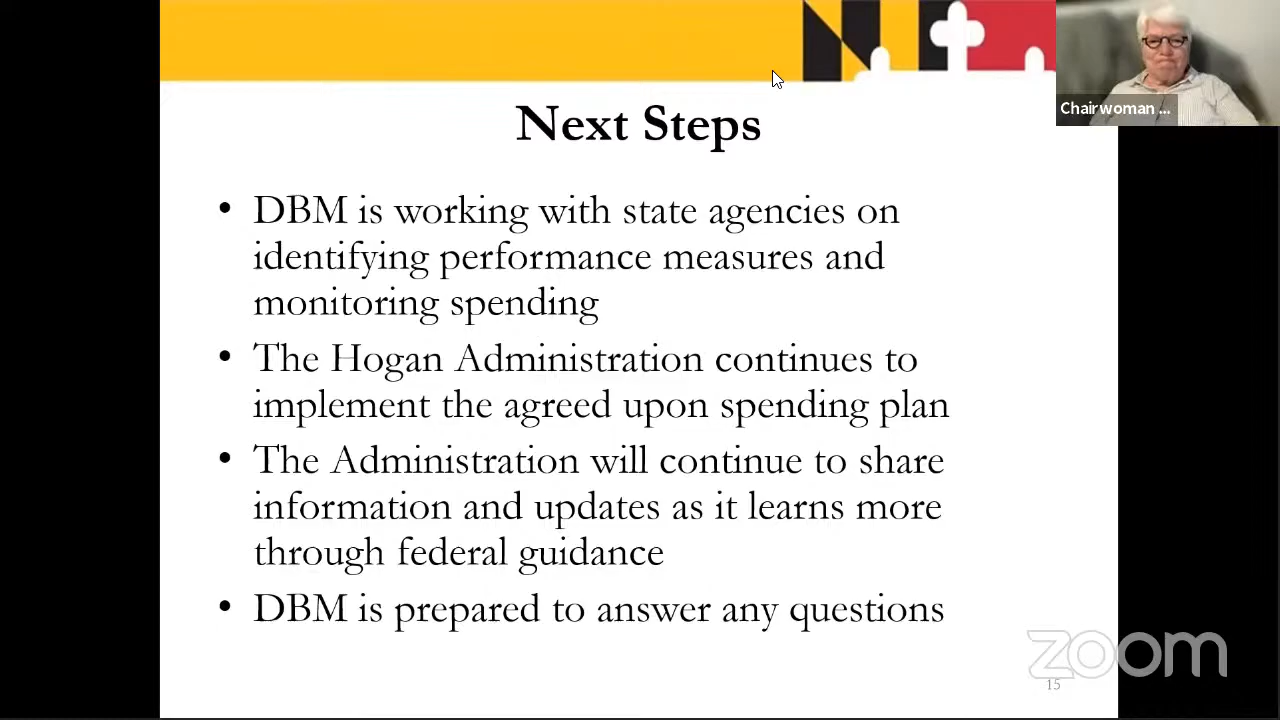 Chairwoman ...
Next Steps
• DBM is working with state agencies on
identifying performance measures and
monitoring spending
• The Hogan Administration continues to
implement the agreed upon spending plan
• The Administration will continue to share
information and updates as it learns more
through federal guidance
• DBM is prepared to answer any questions
zoom
15